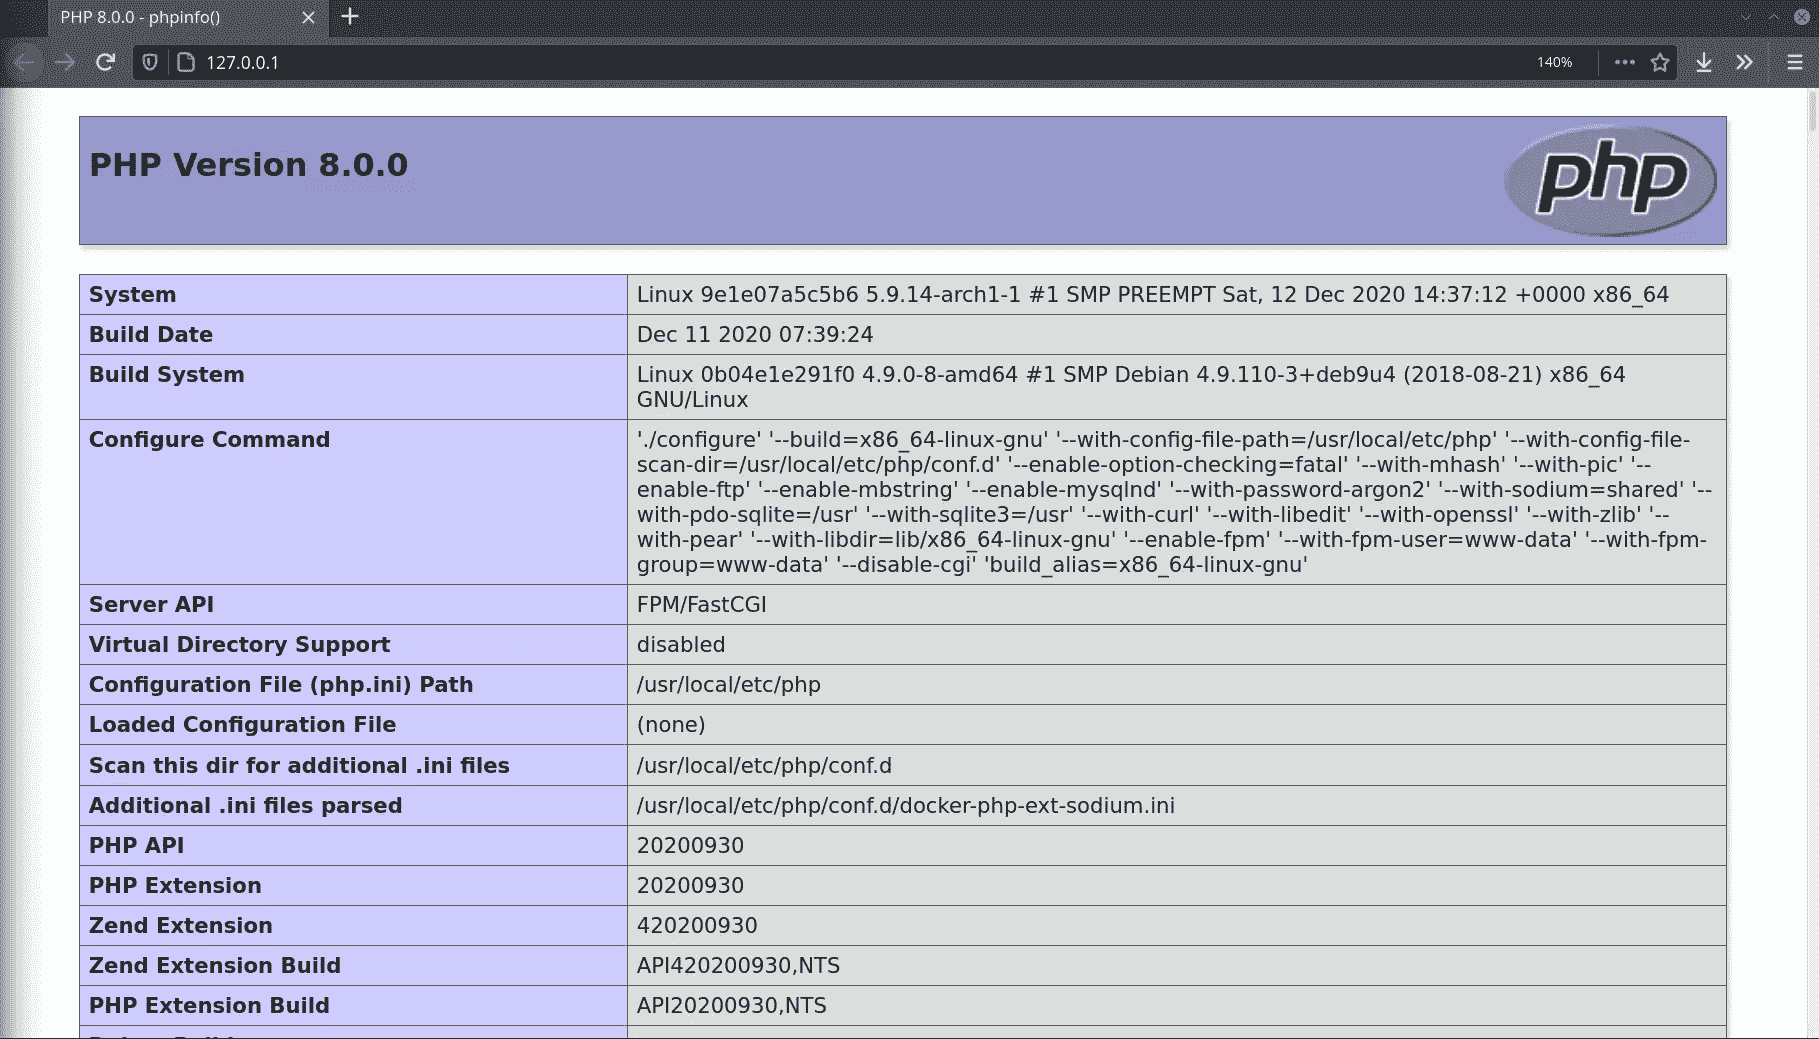 PHP 8.0.0 - phpinfo()
127.0.0.1
140%
PHP Version 8.0.0
php
System
Linux 9e1e07a5c5b6 5.9.14-arch1-1 #1 SMP PREEMPT Sat, 12 Dec 2020 14:37:12 +0000 x86_64
Build Date
Dec 11 2020 07:39:24
Build System
Linux 0b04e1e291f0 4.9.0-8-amd64 #1 SMP Debian 4.9.110-3+deb9u4 (2018-08-21) x86_64
GNU/Linux
Configure Command
'./configure' '--build=x86_64-linux-gnu' '--with-config-file-path=/usr/local/etc/php' '--with-config-file-
scan-dir=/usr/local/etc/php/conf.d' '--enable-option-checking=fatal' '--with-mhash' '--with-pic' '--
enable-ftp' '--enable-mbstring' '--enable-mysqlnd' '--with-password-argon2' '--with-sodium=shared' '--
with-pdo-sqlite=/usr' '--with-sqlite3=/usr' '--with-curl' '--with-libedit' '--with-openssl' '--with-zlib' '--
with-pear' '--with-libdir=lib/x86_64-linux-gnu' '--enable-fpm' '--with-fpm-user=www-data' '--with-fpm-
group=www-data' '--disable-cgi' 'build_alias=x86_64-linux-gnu'
Server API
FPM/FastCGI
Virtual Directory Support
disabled
Configuration File (php.ini) Path
/usr/local/etc/php
Loaded Configuration File
(none)
Scan this dir for additional .ini files
/usr/local/etc/php/conf.d
Additional .ini files parsed
/usr/local/etc/php/conf.d/docker-php-ext-sodium.ini
PHP API
20200930
PHP Extension
20200930
Zend Extension
420200930
Zend Extension Build
API420200930,NTS
PHP Extension Build
API20200930,NTS